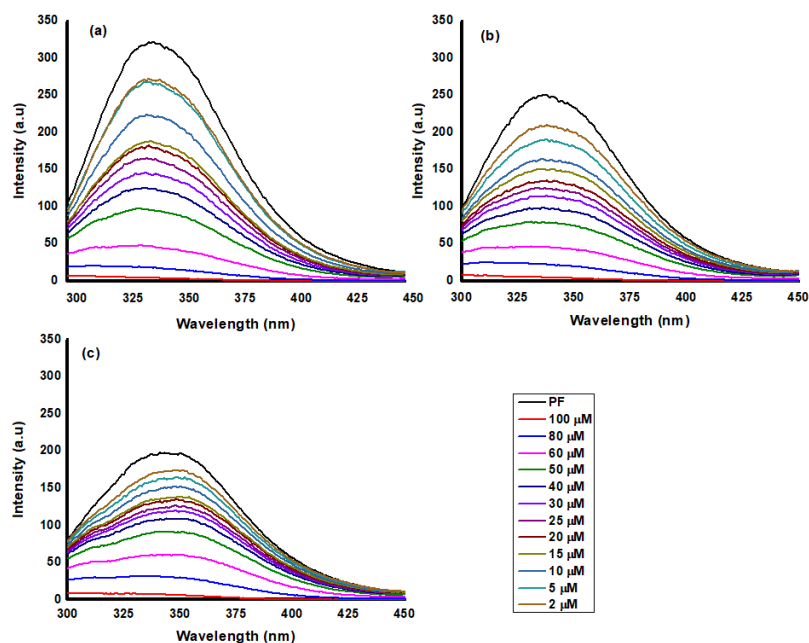 (a)
350
300
250
200
150
100
50
0
Intensity (a.u)
300
325
350
375
400
425
450
Wavelength (nm)
(b)
350
300
250
200
150
100
50
0
Intensity (a.u)
300
325
350
375
400
425
450
Wavelength (nm)
(c)
350
300
250
200
150
100
50
0
Intensity (a.u)
300
325
350
375
400
425
450
Wavelength (nm)
PF
100 μM
80 μM
60 μM
50 μM
40 μM
30 μM
25 μM
20 μM
15 μM
10 μM
5 μM
2 μM